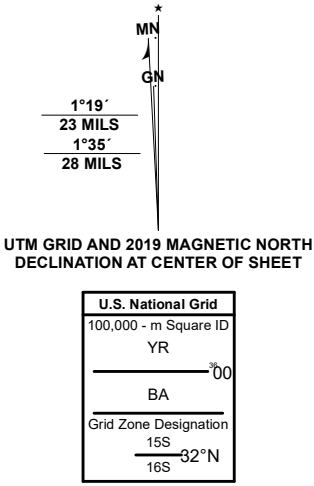 MN
GN
1°19´
23 MILS
1°35´
28 MILS
UTM GRID AND 2019 MAGNETIC NORTH
DECLINATION AT CENTER OF SHEET
U.S. National Grid
100,000 - m Square ID
YR
³⁶00
BA
Grid Zone Designation
15S
32°N
16S